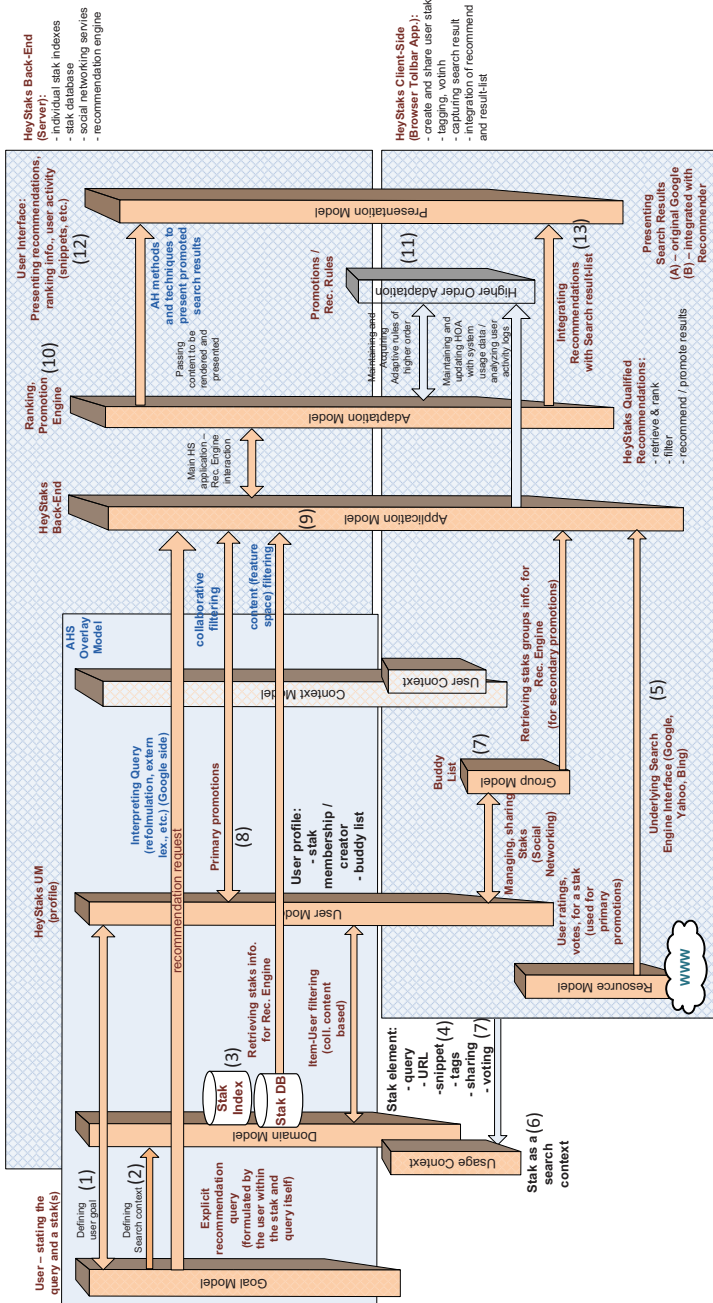 User – stating the
query and a stak(s)
Defining
user goal
(1)
Defining
Search context
(2)
Explicit
recommendation
query
(formulated by
the user within
the stak and
query itself)
Goal Model
HeyStaks UM
(profile)
Stak
Index
(3)
Stak DB
Domain Model
Usage Context
Stak as a
search
context
(6)
Retrieving staks info.
for Rec. Engine
Item-User filtering
(coll. content
based)
Stak element:
- query
- URL
-snippet
(4)
- tags
- sharing
- voting
(7)
User Model
Resource Model
www
Interpreting Query
(refolmulation, extern
lex., etc.) (Google side)
recommendation request
Primary promotions
(8)
User profile:
- stak
membership /
creator
- buddy list
Managing, sharing
Staks
(Social
Networking)
User ratings,
votes, for a stak
(used for
primary
promotions)
Buddy
List
(7)
Group Model
AHS
Overlay
Model
Context Model
User Context
collaborative
filtering
content (feature
space) filtering
Retrieving staks groups info. for
Rec. Engine
(for secondary promotions)
Underlying Search
Engine Interface (Google,
Yahoo, Bing)
(5)
HeyStaks
Back-End
(9)
Application Model
Main HS
application –
Rec. Engine
interaction
Ranking,
Promotion
Engine
(10)
Adaptation Model
HeyStaks Qualified
Recommendations:
- retrieve & rank
- filter
- recommend / promote results
Passing
content to be
rendered and
presented
AH methods
and techniques to
present promoted
search results
Maintaining and
Acquiring
Adaptive rules of
higher order
Maintaining and
updating HOA
with system
usage data /
analyzing user
activity logs
Promotions /
Rec. Rules
Higher Order Adaptation
(11)
Integrating
Recommendations
with Search result-list
(13)
User Interface:
Presenting recommendations,
ranking info., user activity
(snippets, etc.)
(12)
Presentation Model
Presenting
Search Results
(A) – original Google
(B) – integrated with
Recommender
HeyStaks Back-End
(Server):
- individual stak indexes
- stak database
- social networking servies
- recommendation engine
HeyStaks Client-Side
(Browser Tollbar App.):
- create and share user stak
- tagging, votinh
- capturing search result
- integration of recommend
and result-list